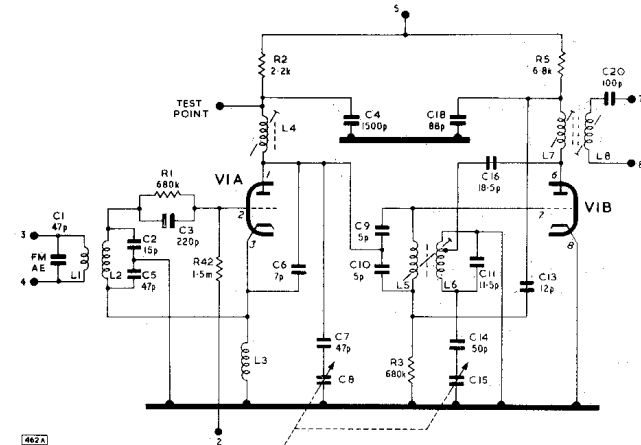 5
R2
2·2k
R5
6·8k
C20
100p
7
TEST
POINT
L4
C4
1500p
C18
88p
L7
L8
6
R1
680k
V1A
1
2
3
C16
18·5p
6
7
8
V1B
C1
47p
3
FM
AE
4
L1
L2
C2
15p
C3
220p
C5
47p
R42
1·5m
C6
7p
C9
5p
C10
5p
L5
L6
C11
11·5p
C13
12p
L3
C7
47p
C8
R3
680k
C14
50p
C15
462A
2